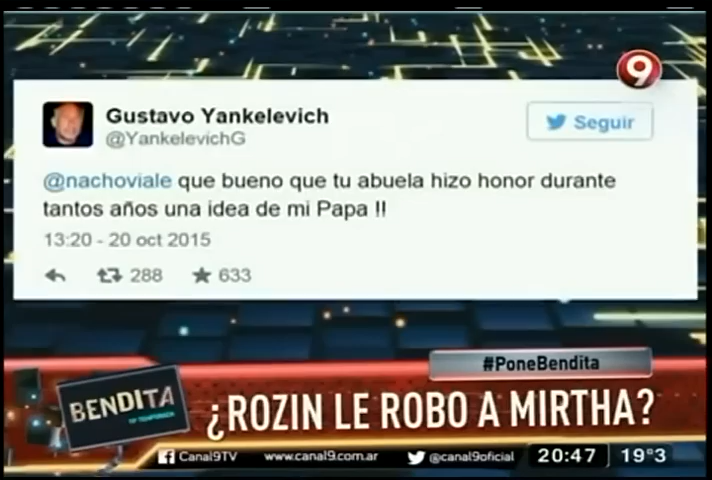 9
Gustavo Yankelevich
@YankelevichG
Seguir
@nachoviale que bueno que tu abuela hizo honor durante
tantos años una idea de mi Papa !!
13:20 - 20 oct 2015
288 633
#PoneBendita
BENDITA
¿ROZIN LE ROBO A MIRTHA?
Canal9TV www.canal9.com.ar @canal9oficial 20:47 19°3